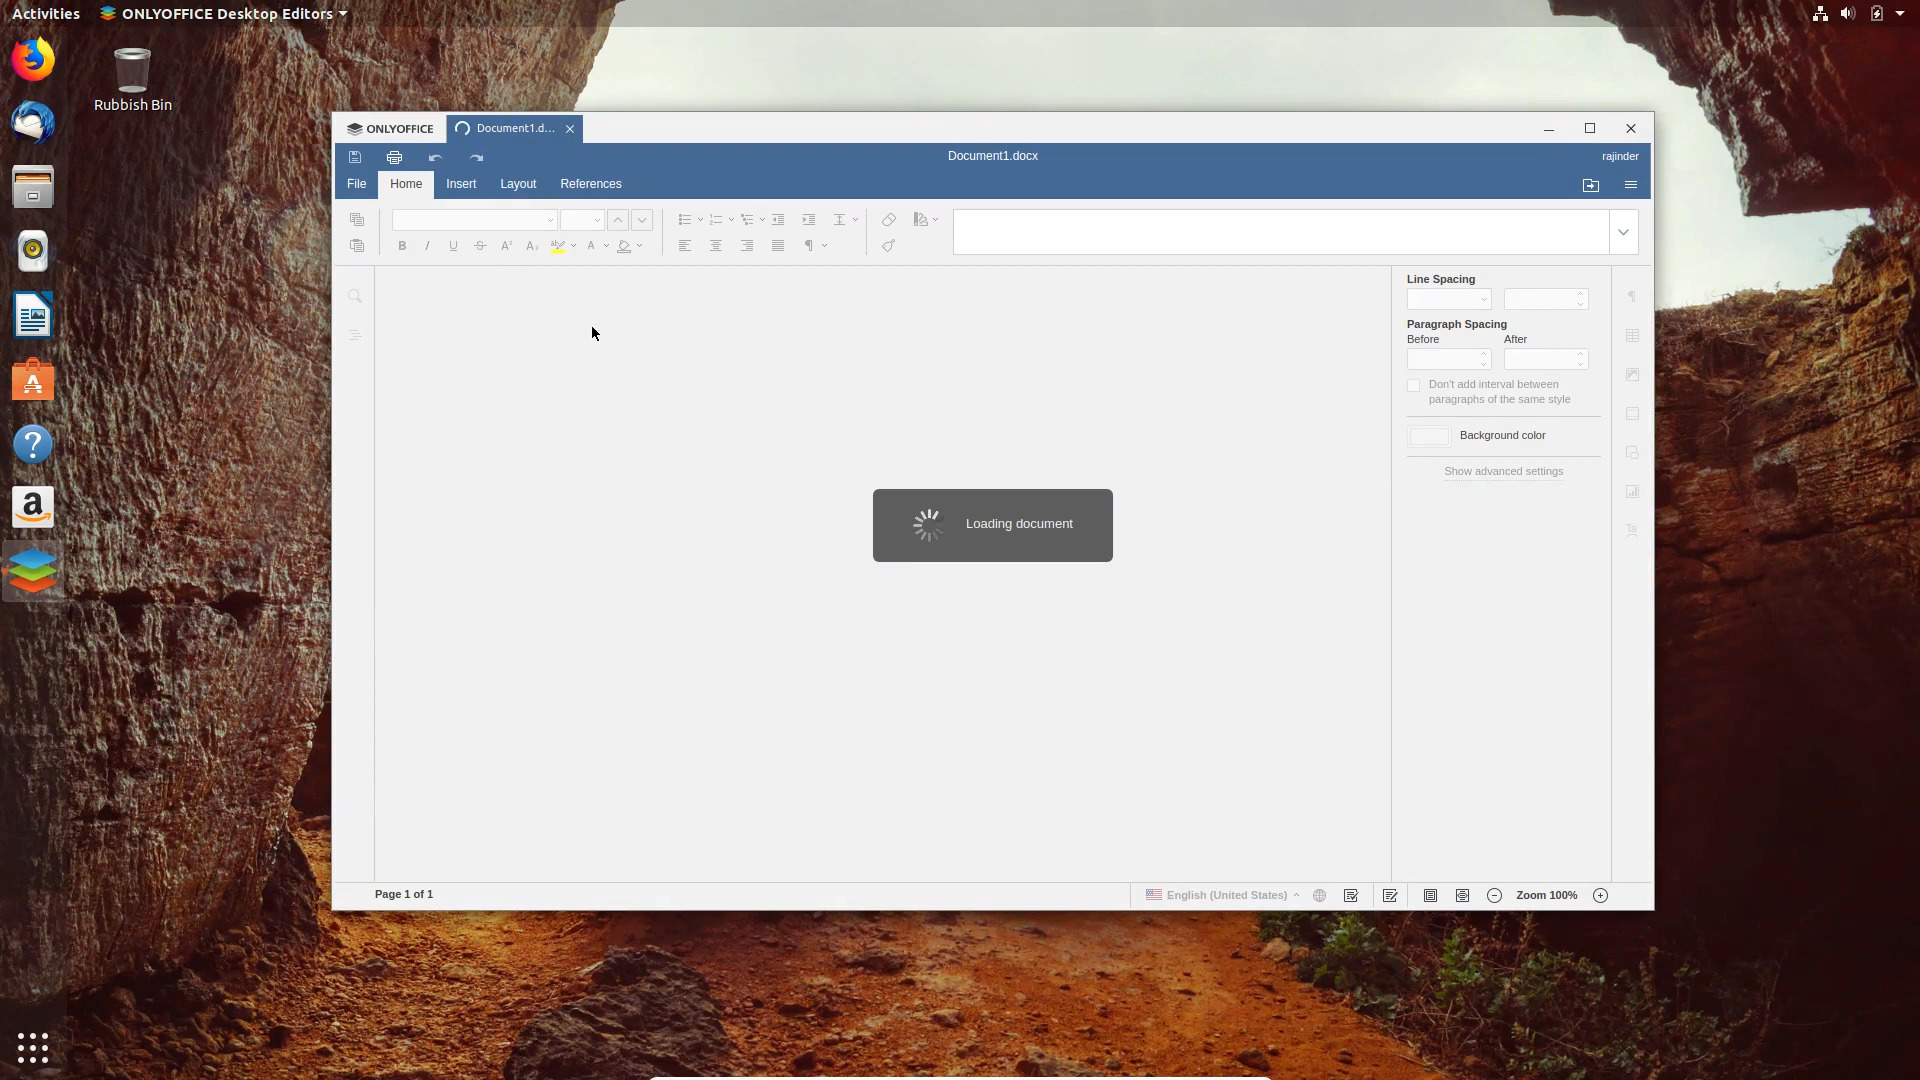 Activities
ONLYOFFICE Desktop Editors
Rubbish Bin
ONLYOFFICE
Document1.d...
Document1.docx
rajinder
File
Home
Insert
Layout
References
Line Spacing
Paragraph Spacing
Before
After
Don't add interval between
paragraphs of the same style
Background color
Show advanced settings
Loading document
Page 1 of 1
English (United States)
Zoom 100%